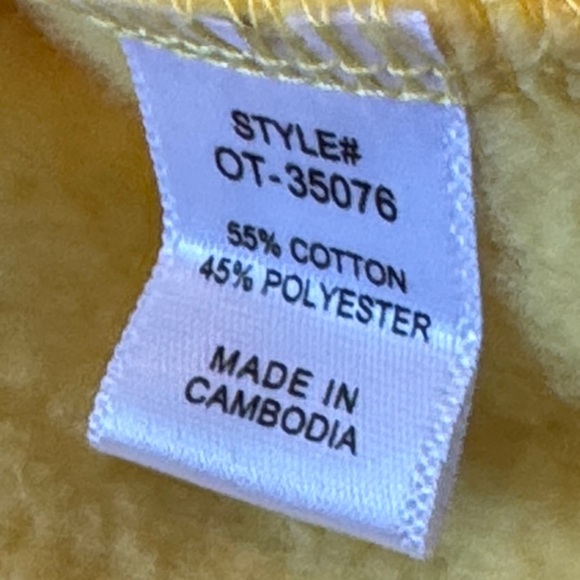 STYLE#
OT-35076
55% COTTON
45% POLYESTER
MADE IN
CAMBODIA